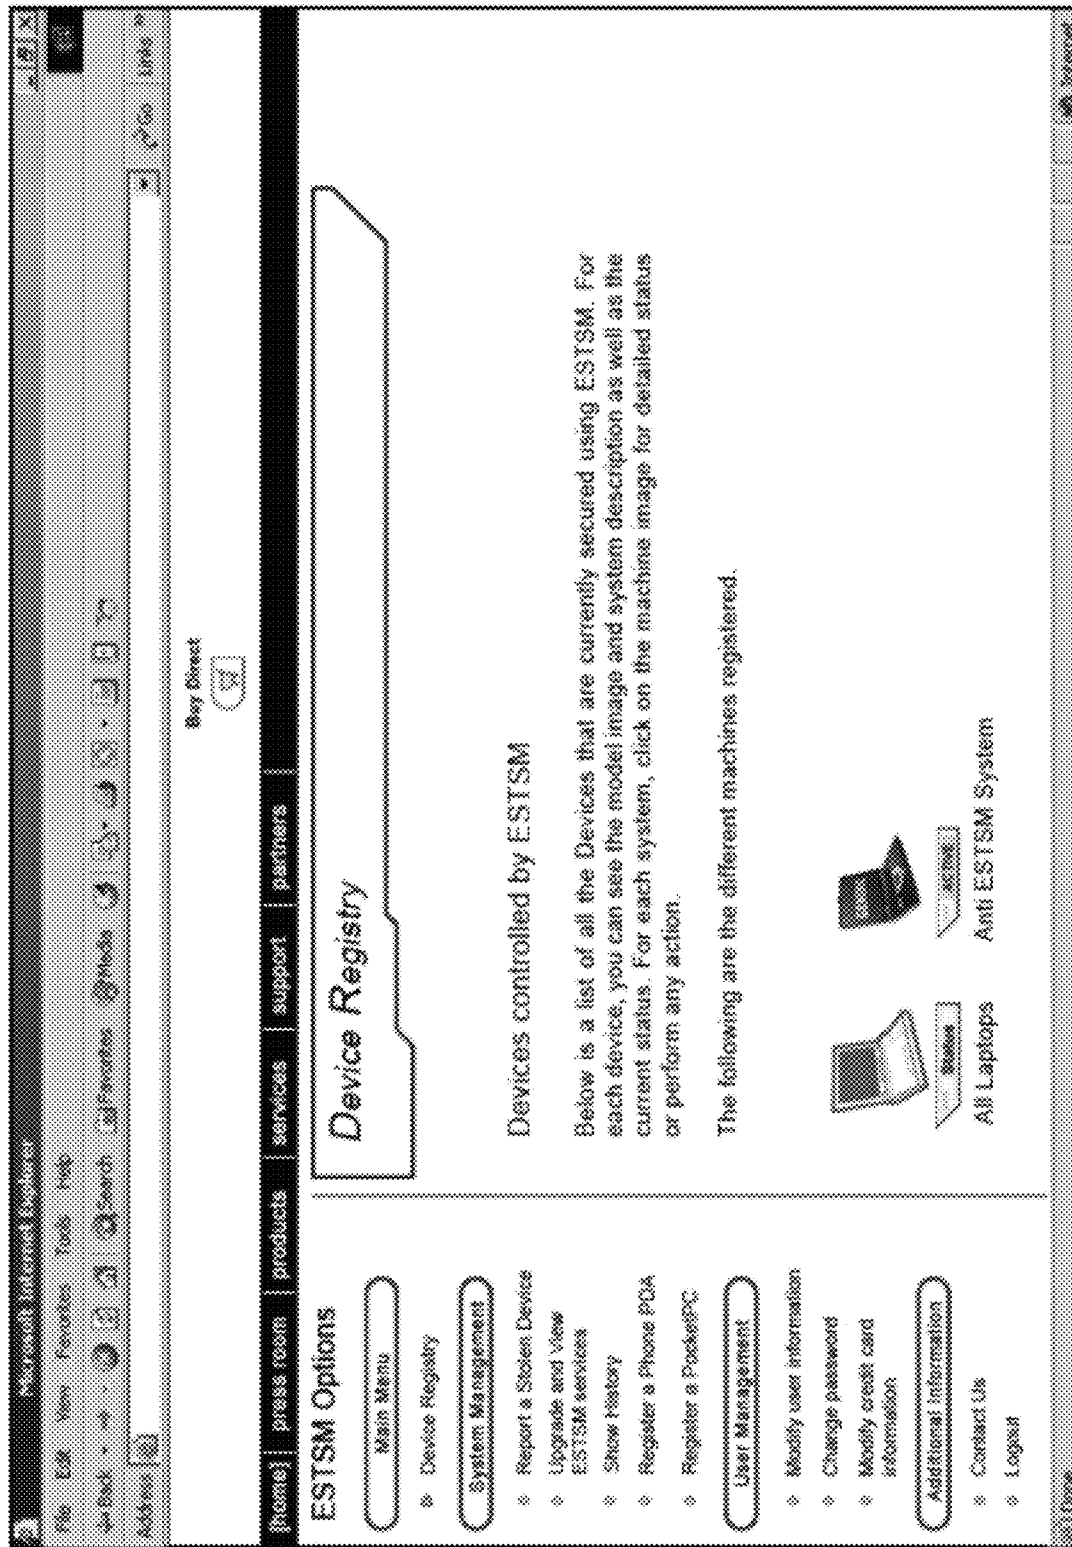 Microsoft Internet Explorer
File Edit View Favorites Tools Help
Back Search Favorites Media
Address Go Links »
Buy Direct
[home] press room products services support partners
ESTSM Options
Main Menu
Device Registry
System Management
Report a Stolen Device
Upgrade and View
ESTSM services
Show History
Register a Phone PDA
Register a PocketPC
User Management
Modify user information
Change password
Modify credit card
information
Additional Information
Contact Us
Logout
Device Registry
Devices controlled by ESTSM
Below is a list of all the Devices that are currently secured using ESTSM. For
each device, you can see the model image and system description as well as the
current status. For each system, click on the machine image for detailed status
or perform any action.
The following are the different machines registered.
Status ACTIVE
All Laptops Anti ESTSM System
Done Internet